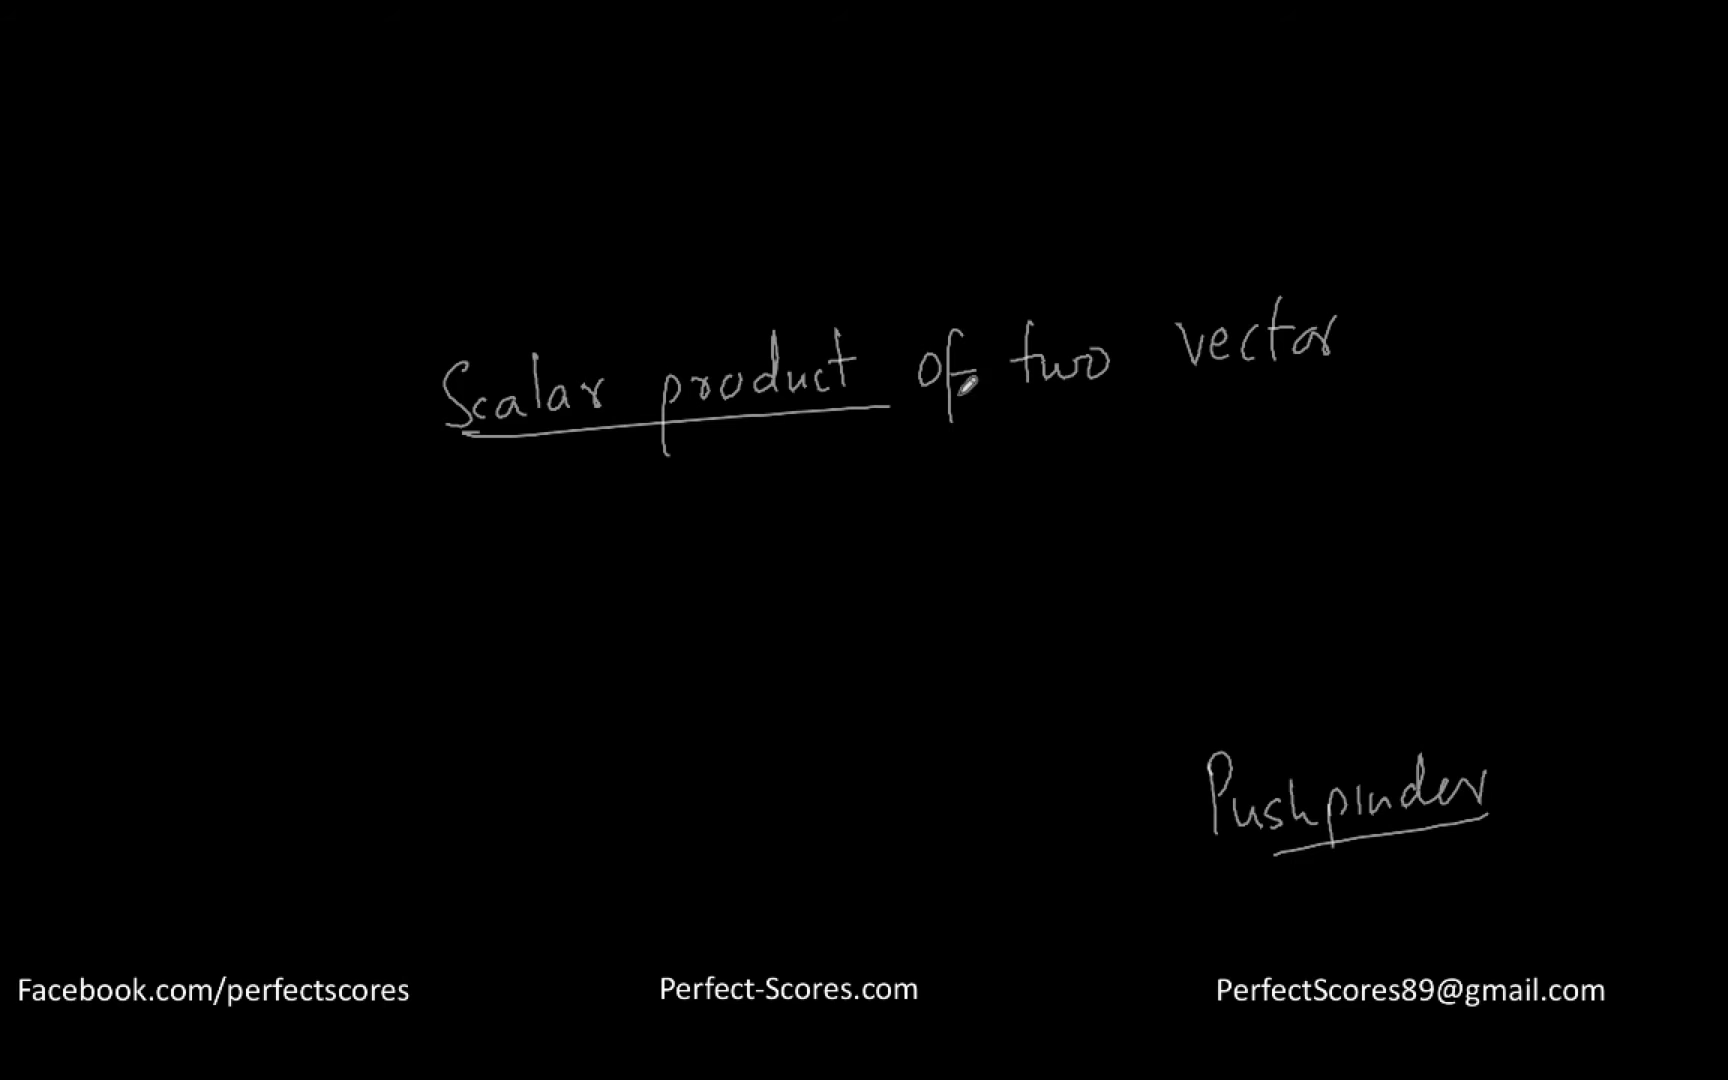 Scalar product of two vector
Pushpinder
Facebook.com/perfectscores Perfect-Scores.com PerfectScores89@gmail.com